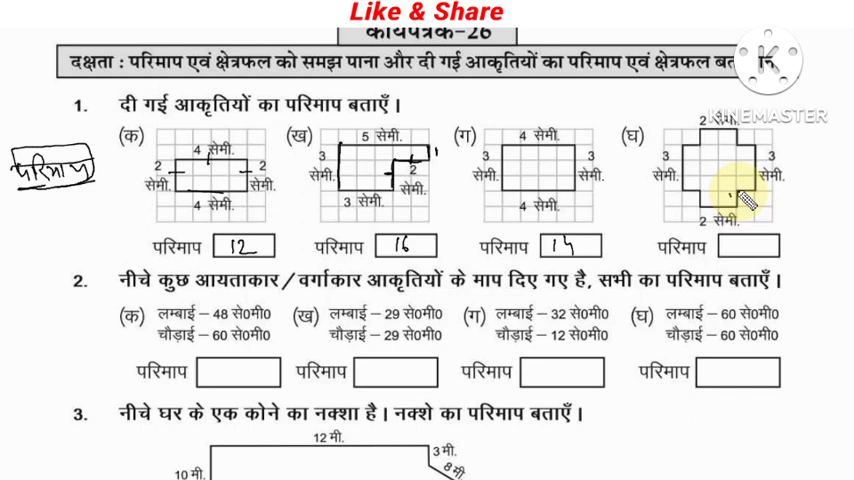 Like & Share
कार्यपत्रक-26
दक्षता : परिमाप एवं क्षेत्रफल को समझ पाना और दी गई आकृतियों का परिमाप एवं क्षेत्रफल
KINEMASTER
1. दी गई आकृतियों का परिमाप बताएँ।
परिमाप
(क) (ख) (ग) (घ)
4 सेमी. 2 सेमी. 2 सेमी. 4 सेमी.
5 सेमी. 3 सेमी. 1 2 सेमी. 3 सेमी.
4 सेमी. 3 सेमी. 3 सेमी. 4 सेमी.
2 सेमी. 3 सेमी. 3 सेमी. 2 सेमी.
परिमाप 12 परिमाप 16 परिमाप 14 परिमाप
2. नीचे कुछ आयताकार/वर्गाकार आकृतियों के माप दिए गए है, सभी का परिमाप बताएँ।
(क) लम्बाई – 48 से0मी0 (ख) लम्बाई – 29 से0मी0 (ग) लम्बाई – 32 से0मी0 (घ) लम्बाई – 60 से0मी0
चौड़ाई – 60 से0मी0 चौड़ाई – 29 से0मी0 चौड़ाई – 12 से0मी0 चौड़ाई – 60 से0मी0
परिमाप परिमाप परिमाप परिमाप
3. नीचे घर के एक कोने का नक्शा है। नक्शे का परिमाप बताएँ।
12 मी.
3 मी.
10 मी. 8 मी.